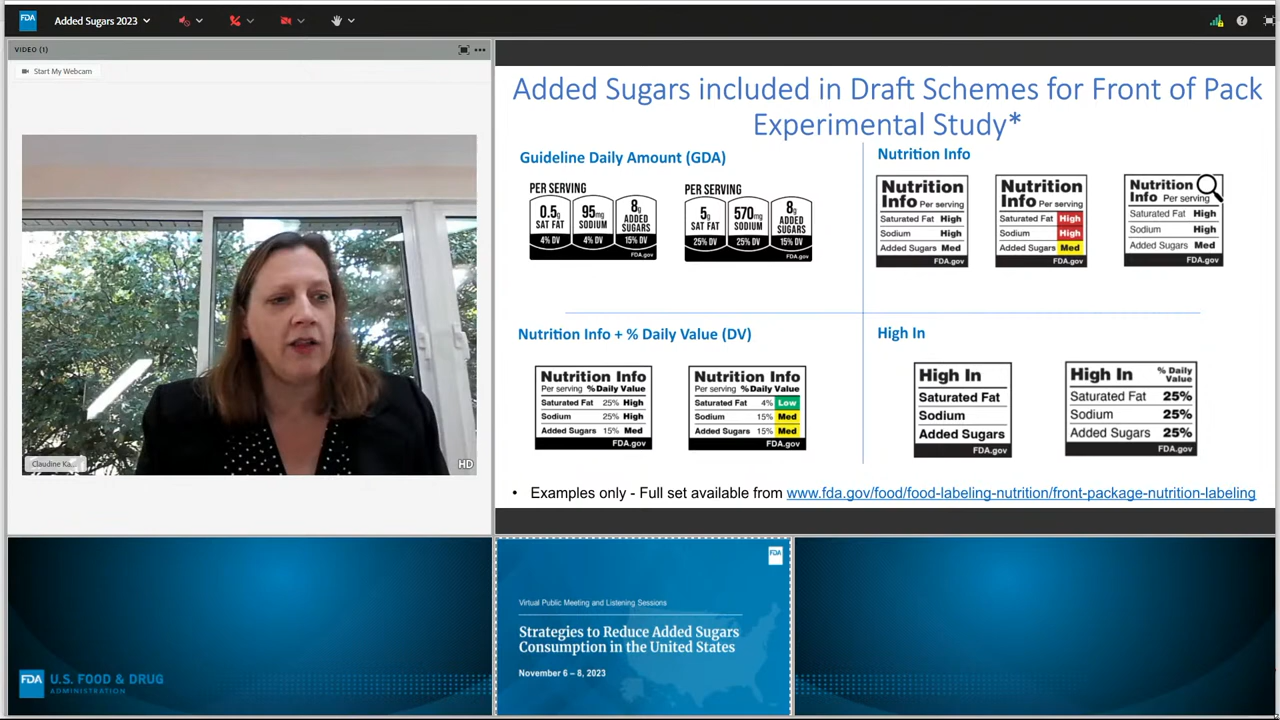 FDA
Added Sugars 2023
VIDEO (1)
Start My Webcam
Claudine Ka...
HD
Added Sugars included in Draft Schemes for Front of Pack
Experimental Study*
Guideline Daily Amount (GDA)
PER SERVING
0.5g
SAT FAT
4% DV
95mg
SODIUM
4% DV
8g
ADDED
SUGARS
15% DV
FDA.gov
PER SERVING
5g
SAT FAT
25% DV
570mg
SODIUM
25% DV
8g
ADDED
SUGARS
15% DV
FDA.gov
Nutrition Info
Nutrition
Info Per serving
Saturated Fat High
Sodium High
Added Sugars Med
FDA.gov
Nutrition
Info Per serving
Saturated Fat High
Sodium High
Added Sugars Med
FDA.gov
Nutrition
Info Per serving
Saturated Fat High
Sodium High
Added Sugars Med
FDA.gov
Nutrition Info + % Daily Value (DV)
Nutrition Info
Per serving %Daily Value
Saturated Fat 25% High
Sodium 25% High
Added Sugars 15% Med
FDA.gov
Nutrition Info
Per serving %Daily Value
Saturated Fat 4% Low
Sodium 15% Med
Added Sugars 15% Med
FDA.gov
High In
High In
Saturated Fat
Sodium
Added Sugars
FDA.gov
High In % Daily
Value
Saturated Fat 25%
Sodium 25%
Added Sugars 25%
FDA.gov
• Examples only - Full set available from www.fda.gov/food/food-labeling-nutrition/front-package-nutrition-labeling
FDA U.S. FOOD & DRUG
ADMINISTRATION
FDA
Virtual Public Meeting and Listening Sessions
Strategies to Reduce Added Sugars
Consumption in the United States
November 6 – 8, 2023